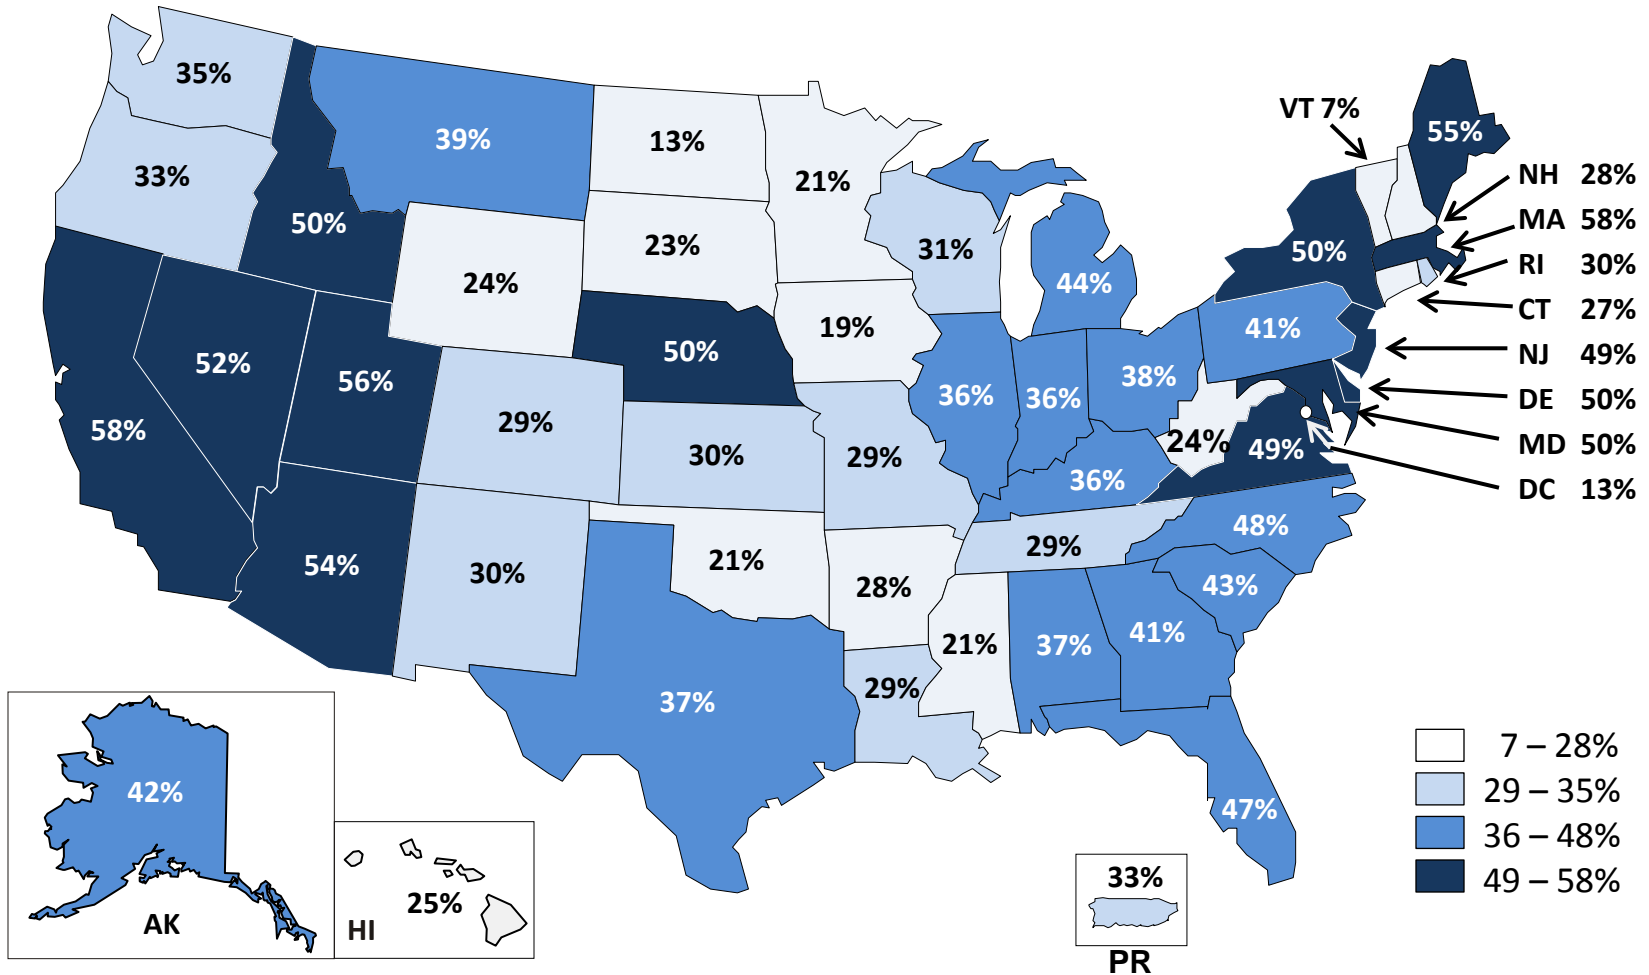 35%
39%
13%
VT 7%
55%
33%
21%
NH 28%
50%
23%
31%
50%
MA 58%
24%
44%
RI 30%
19%
41%
CT 27%
52%
50%
NJ 49%
56%
38%
36%
36%
DE 50%
58%
29%
30%
29%
24%
49%
MD 50%
36%
DC 13%
54%
30%
21%
29%
48%
28%
43%
37%
29%
21%
37%
41%
42%
47%
AK
HI
25%
33%
PR
7 – 28%
29 – 35%
36 – 48%
49 – 58%